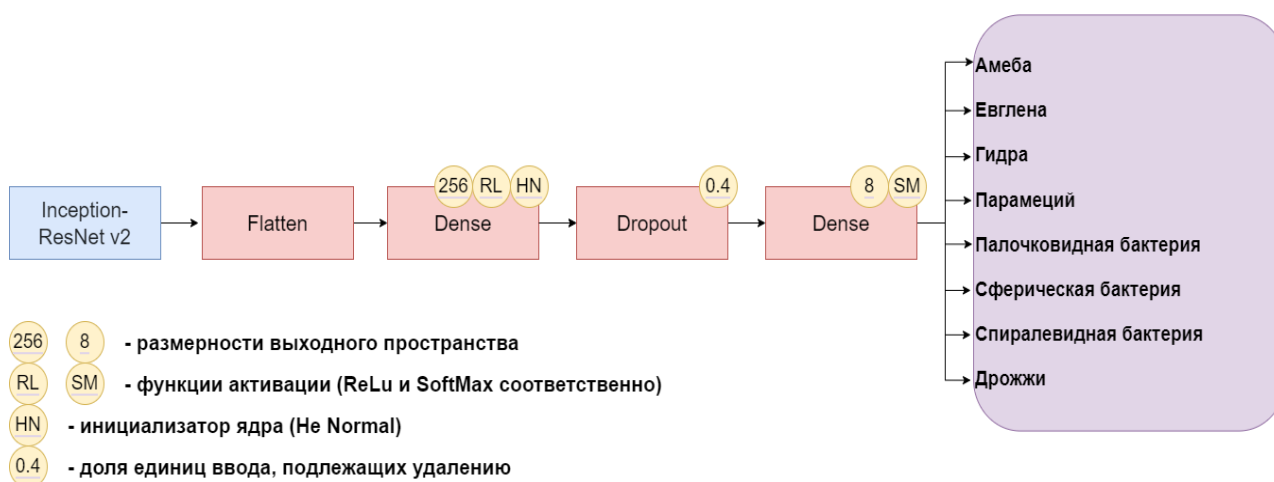 Inception-
ResNet v2
Flatten
256 RL HN
Dense
0.4
Dropout
8 SM
Dense
Амеба
Евглена
Гидра
Парамеций
Палочковидная бактерия
Сферическая бактерия
Спиралевидная бактерия
Дрожжи
256 8 - размерности выходного пространства
RL SM - функции активации (ReLu и SoftMax соответственно)
HN - инициализатор ядра (He Normal)
0.4 - доля единиц ввода, подлежащих удалению